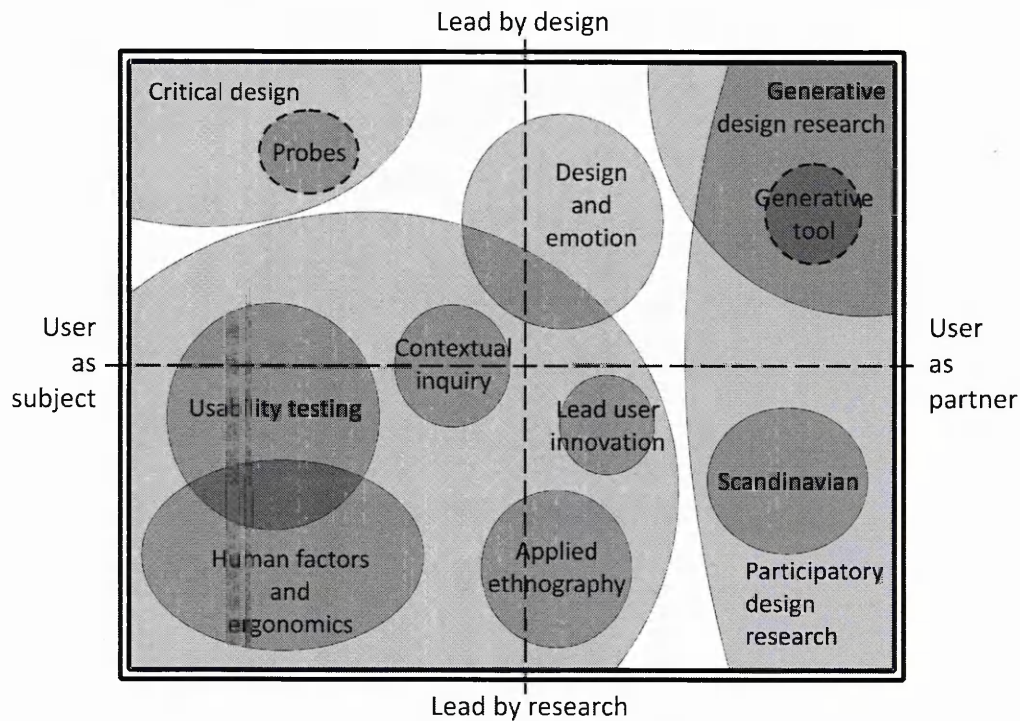 Lead by design
Critical design
Probes
Generative
design research
Design
and
emotion
Generative
tool
User
as
subject
User
as
partner
Contextual
inquiry
Usability testing
Lead user
innovation
Scandinavian
Human factors
and
ergonomics
Applied
ethnography
Participatory
design
research
Lead by research